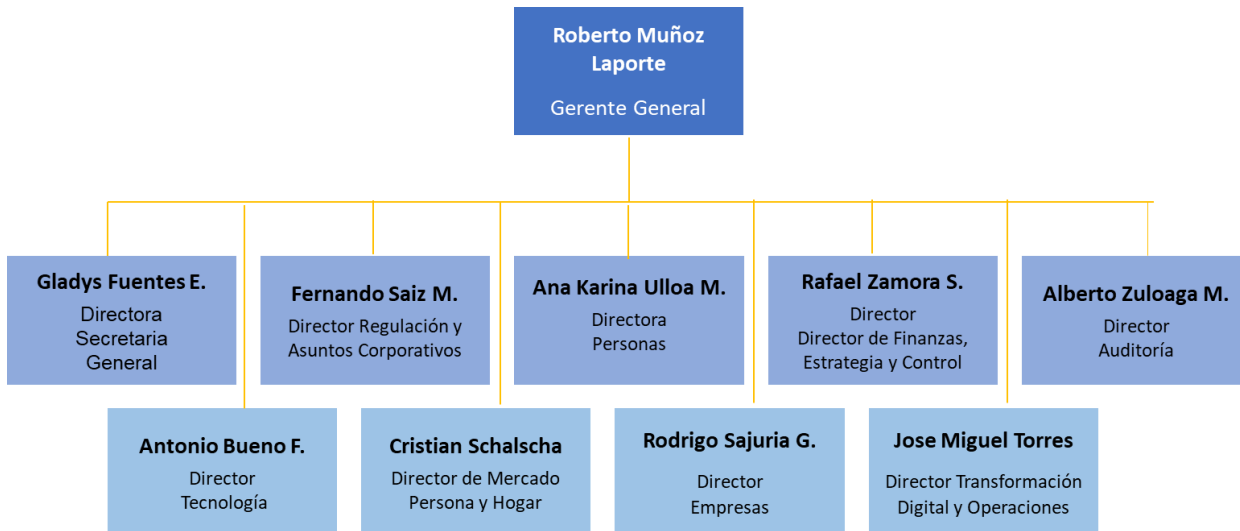 Roberto Muñoz
Laporte
Gerente General
Gladys Fuentes E.
Directora
Secretaria
General
Fernando Saiz M.
Director Regulación y
Asuntos Corporativos
Ana Karina Ulloa M.
Directora
Personas
Rafael Zamora S.
Director
Director de Finanzas,
Estrategia y Control
Alberto Zuloaga M.
Director
Auditoría
Antonio Bueno F.
Director
Tecnología
Cristian Schalscha
Director de Mercado
Persona y Hogar
Rodrigo Sajuria G.
Director
Empresas
Jose Miguel Torres
Director Transformación
Digital y Operaciones